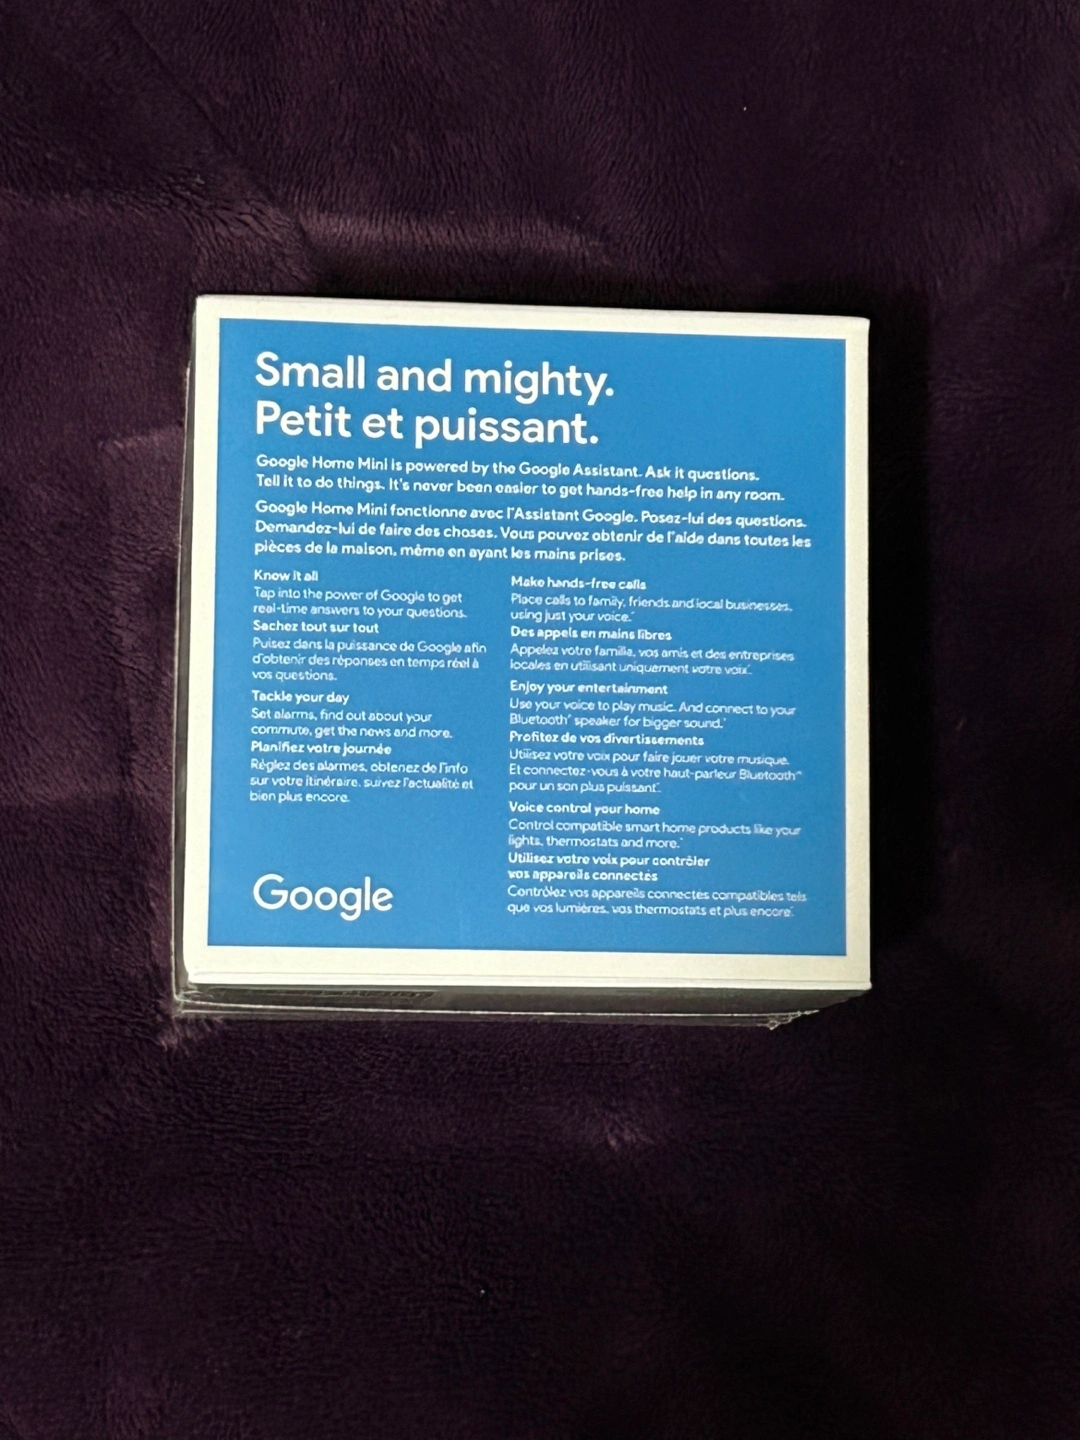 Small and mighty.
Petit et puissant.
Google Home Mini is powered by the Google Assistant. Ask it questions.
Tell it to do things. It's never been easier to get hands-free help in any room.
Google Home Mini fonctionne avec l'Assistant Google. Posez-lui des questions.
Demandez-lui de faire des choses. Vous pouvez obtenir de l'aide dans toutes les
pièces de la maison, même en ayant les mains prises.
Know it all
Tap into the power of Google to get
real-time answers to your questions.
Sachez tout sur tout
Puisez dans la puissance de Google afin
d'obtenir des réponses en temps réel à
vos questions.
Tackle your day
Set alarms, find out about your
commute, get the news and more.
Planifiez votre journée
Réglez des alarmes, obtenez de l'info
sur votre itinéraire, suivez l'actualité et
bien plus encore.
Make hands-free calls
Place calls to family, friends and local businesses,
using just your voice.*
Des appels en mains libres
Appelez votre famille, vos amis et des entreprises
locales en utilisant uniquement votre voix*.
Enjoy your entertainment
Use your voice to play music. And connect to your
Bluetooth® speaker for bigger sound.*
Profitez de vos divertissements
Utilisez votre voix pour faire jouer votre musique.
Et connectez-vous à votre haut-parleur Bluetooth®
pour un son plus puissant*.
Voice control your home
Control compatible smart home products like your
lights, thermostats and more.*
Utilisez votre voix pour contrôler
vos appareils connectés
Contrôlez vos appareils connectés compatibles tels
que vos lumières, vos thermostats et plus encore*.
Google